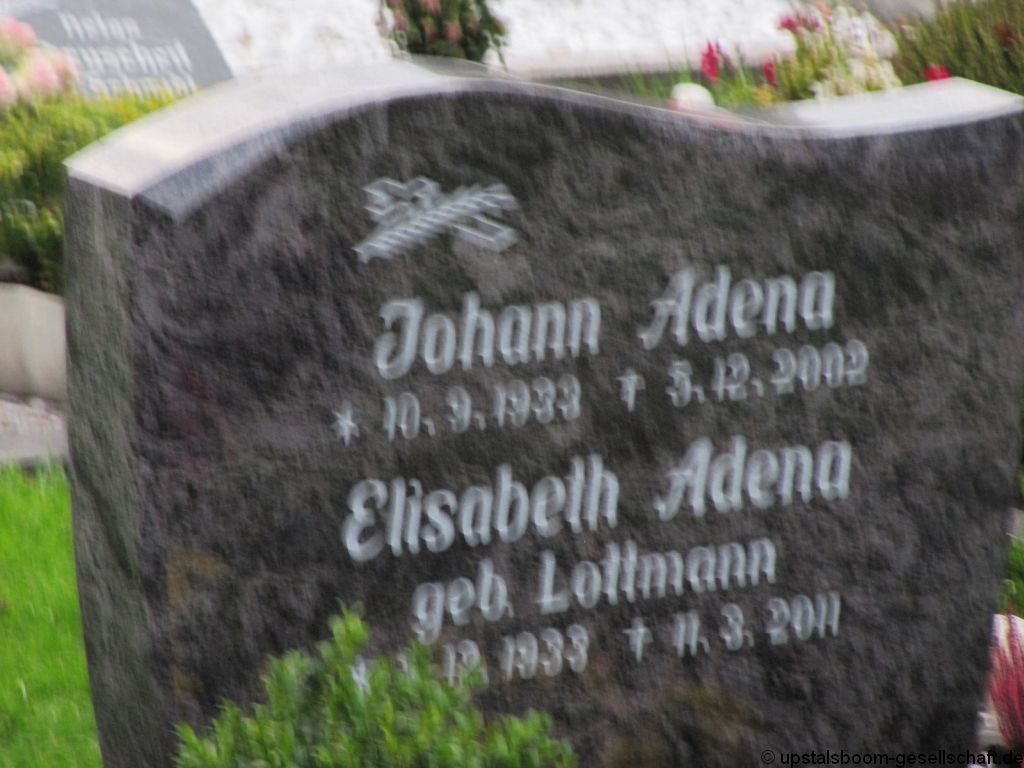 Johann Adena
* 10. 9. 1933 † 5. 12. 2002
Elisabeth Adena
geb. Lottmann
* 12. 1933 † 11. 3. 2011
© upstalsboom-gesellschaft.de